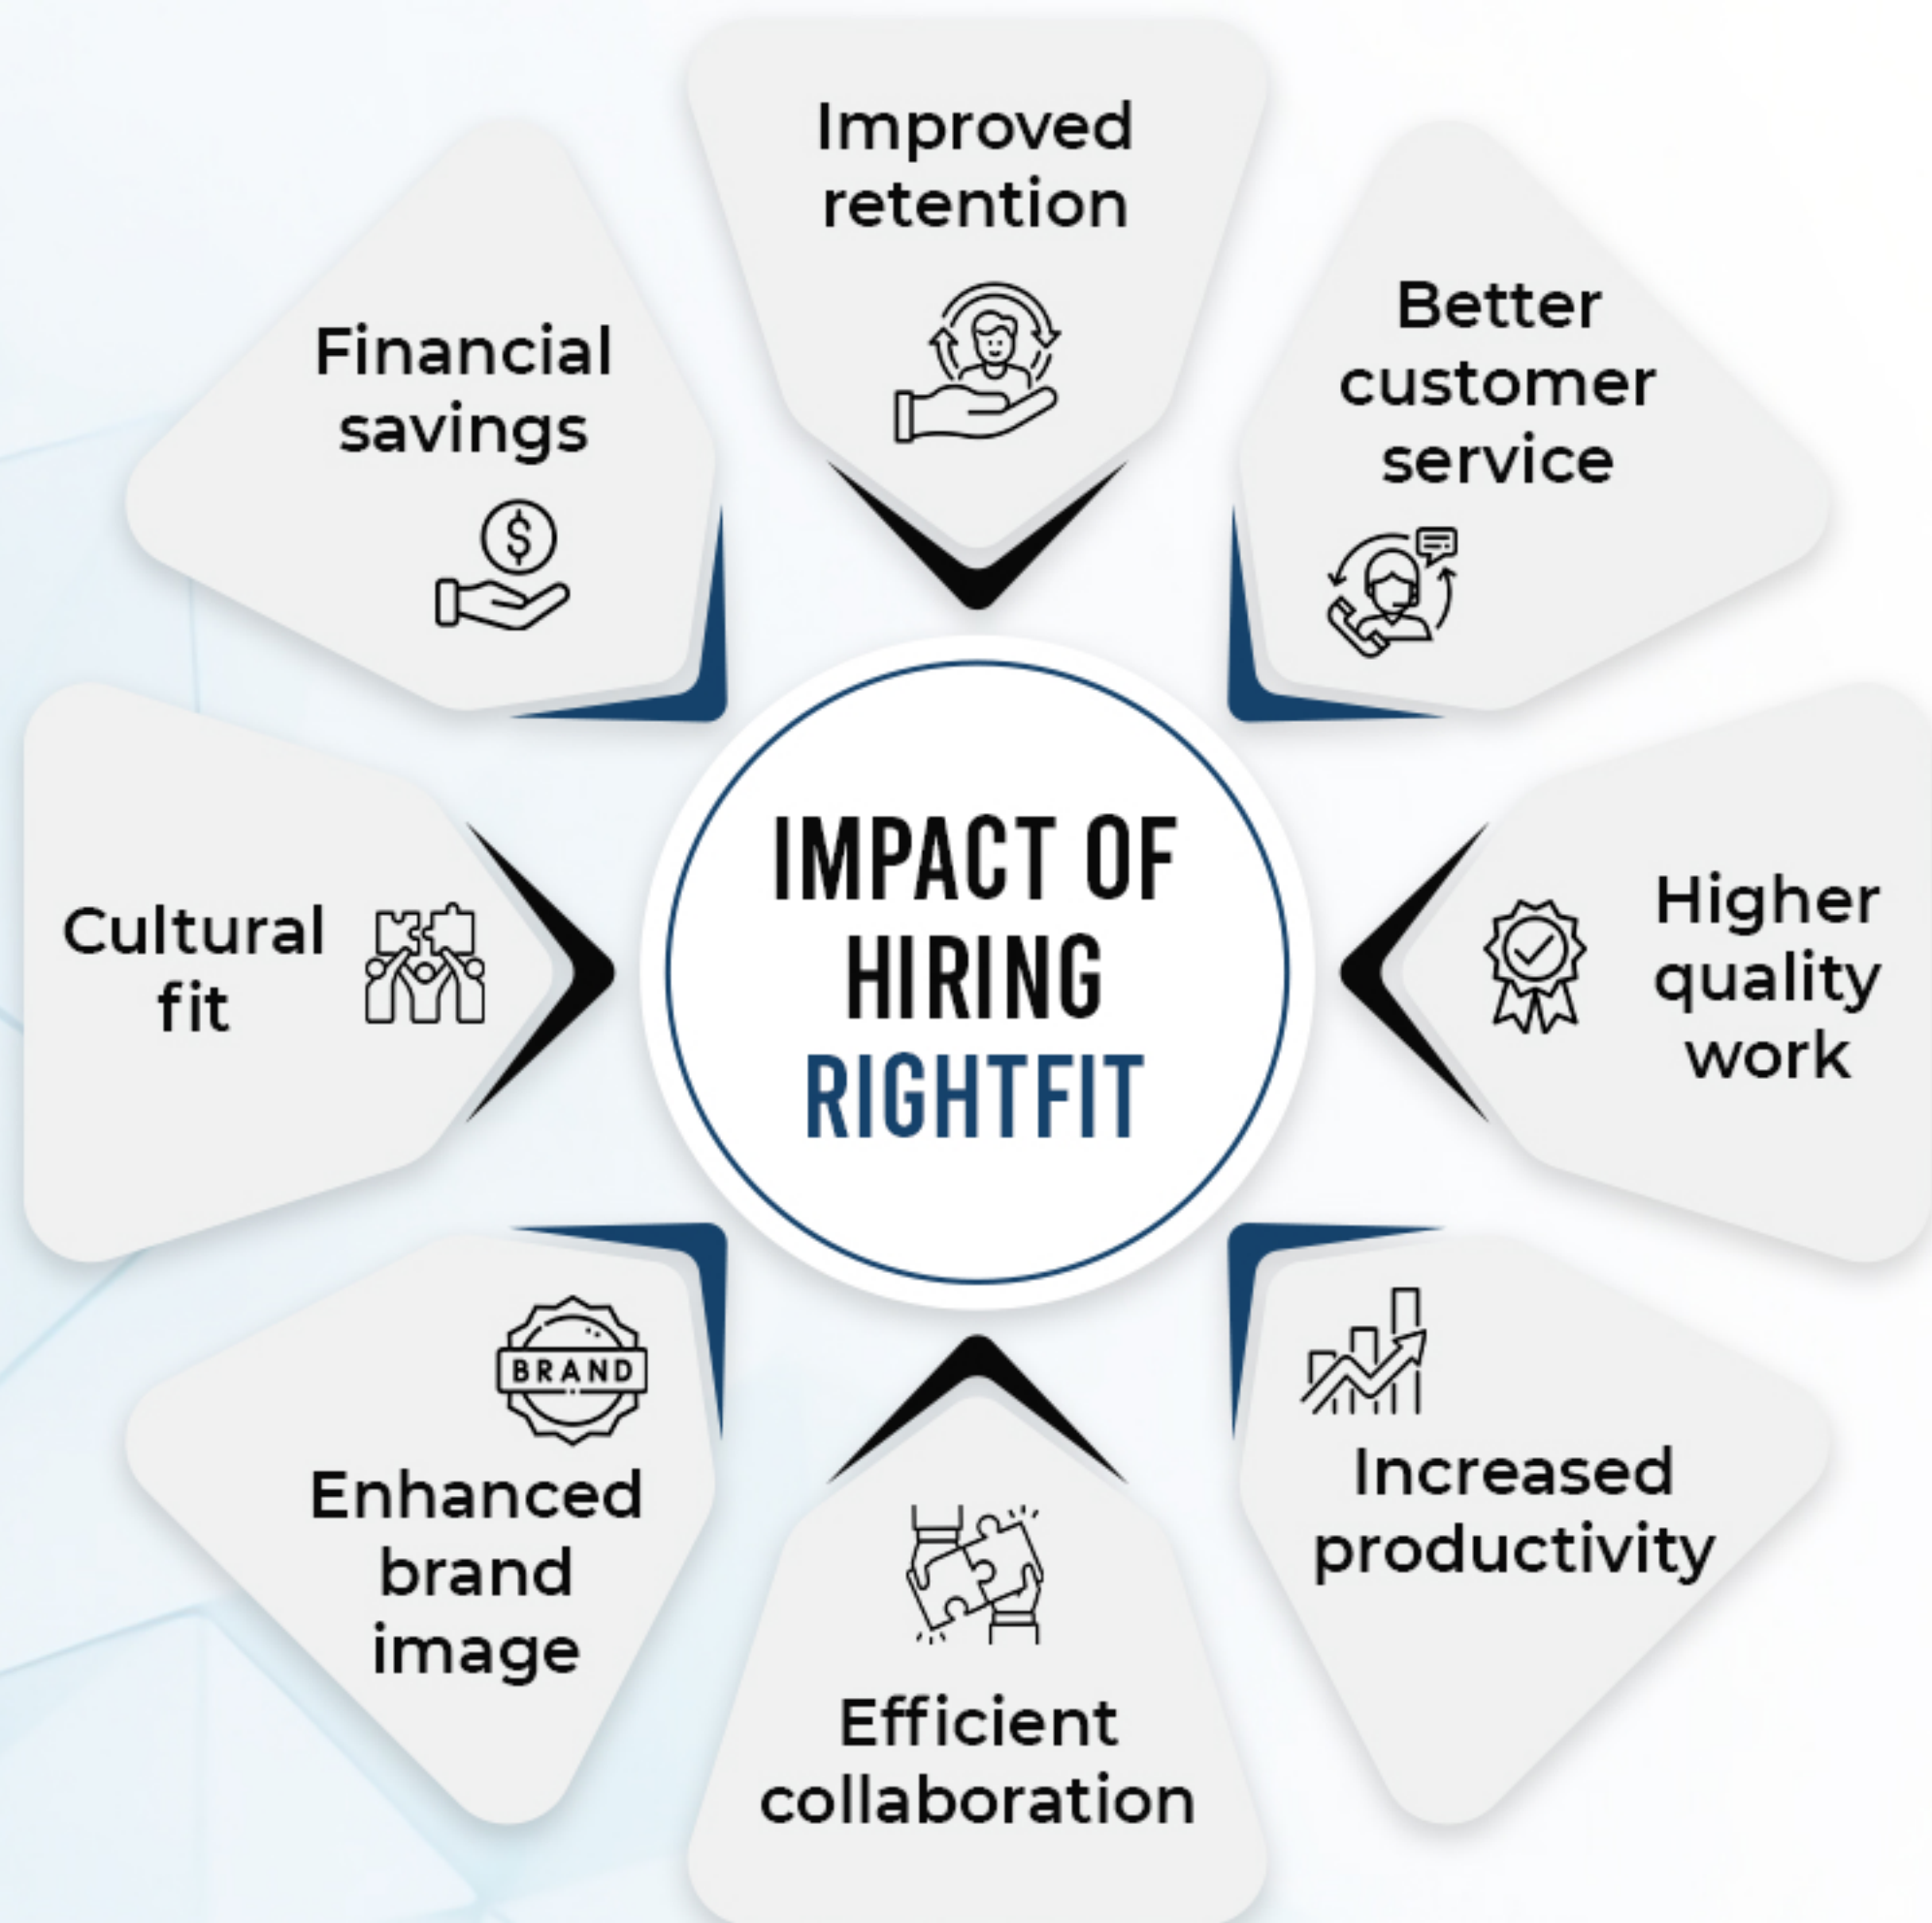 Improved
retention
Better
customer
service
Higher
quality
work
Increased
productivity
Efficient
collaboration
BRAND
Enhanced
brand
image
Cultural
fit
Financial
savings
$
IMPACT OF
HIRING
RIGHTFIT